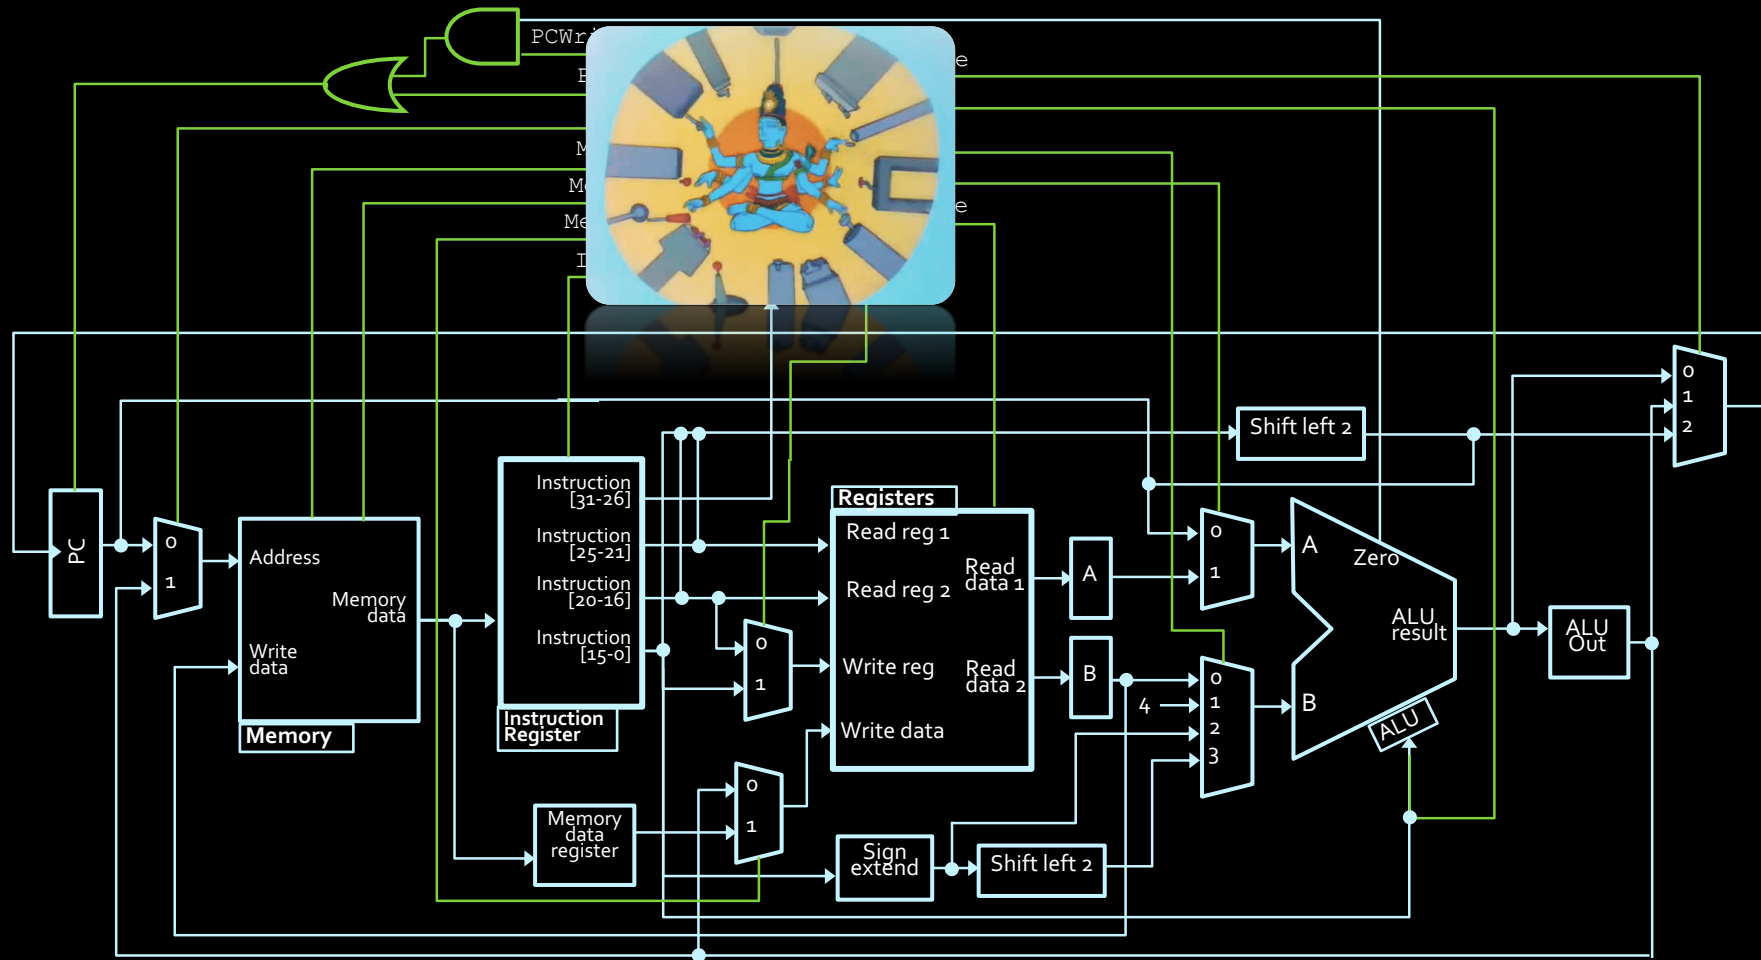 PCWr
e
M
Me
e
Me
I
0
1
2
Shift left 2
Instruction
[31-26]
Instruction
[25-21]
Instruction
[20-16]
Instruction
[15-0]
Instruction
Register
PC
0
1
Address
Memory
data
Write
data
Memory
Registers
Read reg 1
Read reg 2
Write reg
Write data
Read
data 1
Read
data 2
0
1
0
1
Memory
data
register
Sign
extend
Shift left 2
A
B
0
1
4
0
1
2
3
A
B
Zero
ALU
result
ALU
ALU
Out